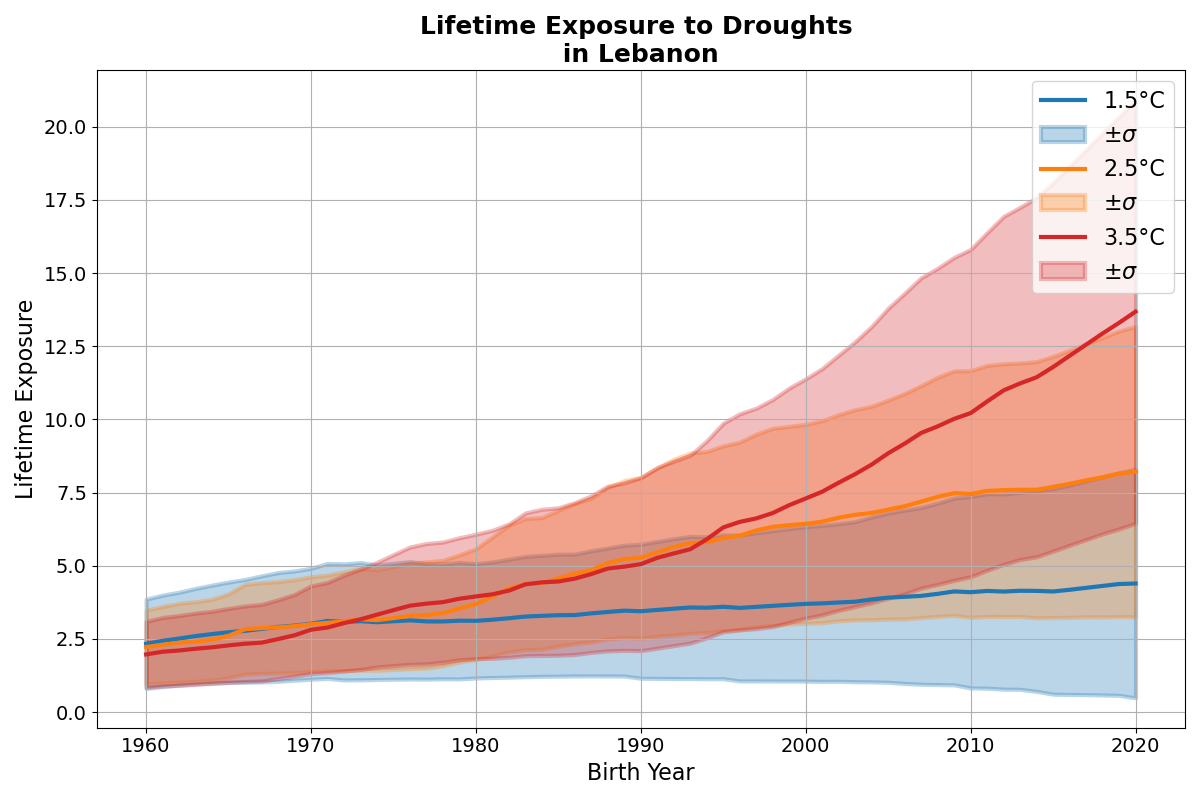 Lifetime Exposure to Droughts
in Lebanon
1.5°C
±σ
2.5°C
±σ
3.5°C
±σ
Lifetime Exposure
20.0
17.5
15.0
12.5
10.0
7.5
5.0
2.5
0.0
1960 1970 1980 1990 2000 2010 2020
Birth Year